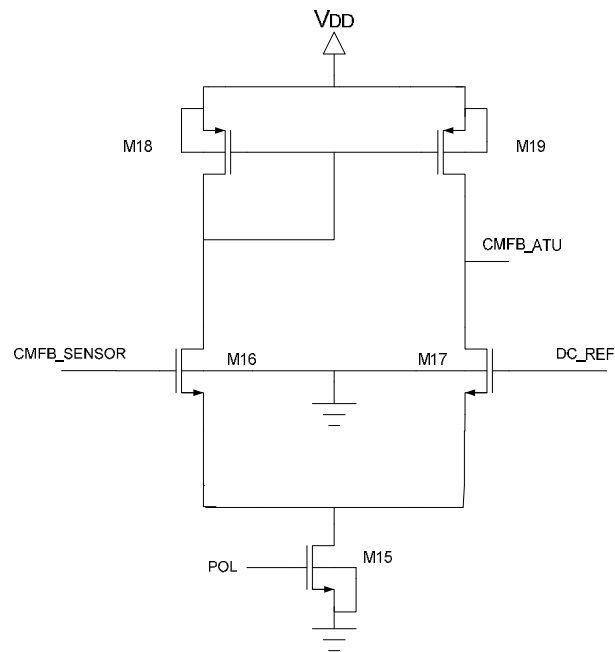 VDD
M18
M19
CMFB_ATU
CMFB_SENSOR
M16
M17
DC_REF
M15
POL